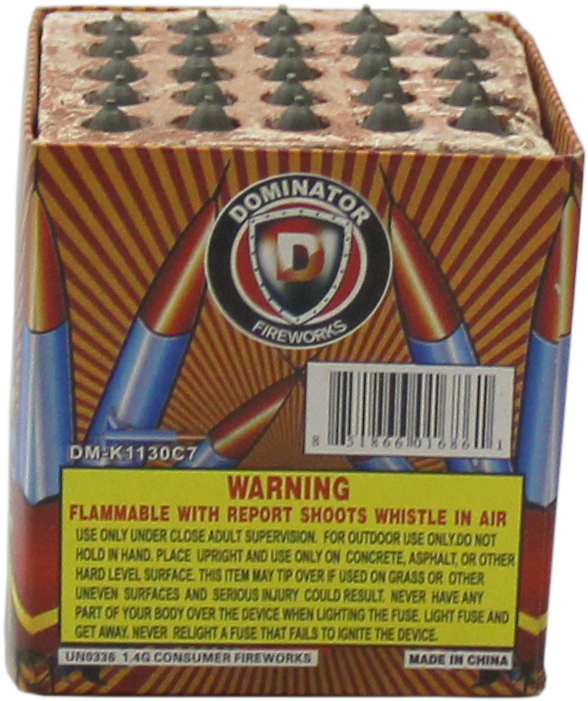 DOMINATOR
D
FIREWORKS
8 51866 01686 1
DM-K1130C7
WARNING
FLAMMABLE WITH REPORT SHOOTS WHISTLE IN AIR
USE ONLY UNDER CLOSE ADULT SUPERVISION. FOR OUTDOOR USE ONLY.DO NOT
HOLD IN HAND. PLACE UPRIGHT AND USE ONLY ON CONCRETE, ASPHALT, OR OTHER
HARD LEVEL SURFACE. THIS ITEM MAY TIP OVER IF USED ON GRASS OR OTHER
UNEVEN SURFACES AND SERIOUS INJURY COULD RESULT. NEVER HAVE ANY
PART OF YOUR BODY OVER THE DEVICE WHEN LIGHTING THE FUSE. LIGHT FUSE AND
GET AWAY. NEVER RELIGHT A FUSE THAT FAILS TO IGNITE THE DEVICE.
UN0336 1.4G CONSUMER FIREWORKS
MADE IN CHINA